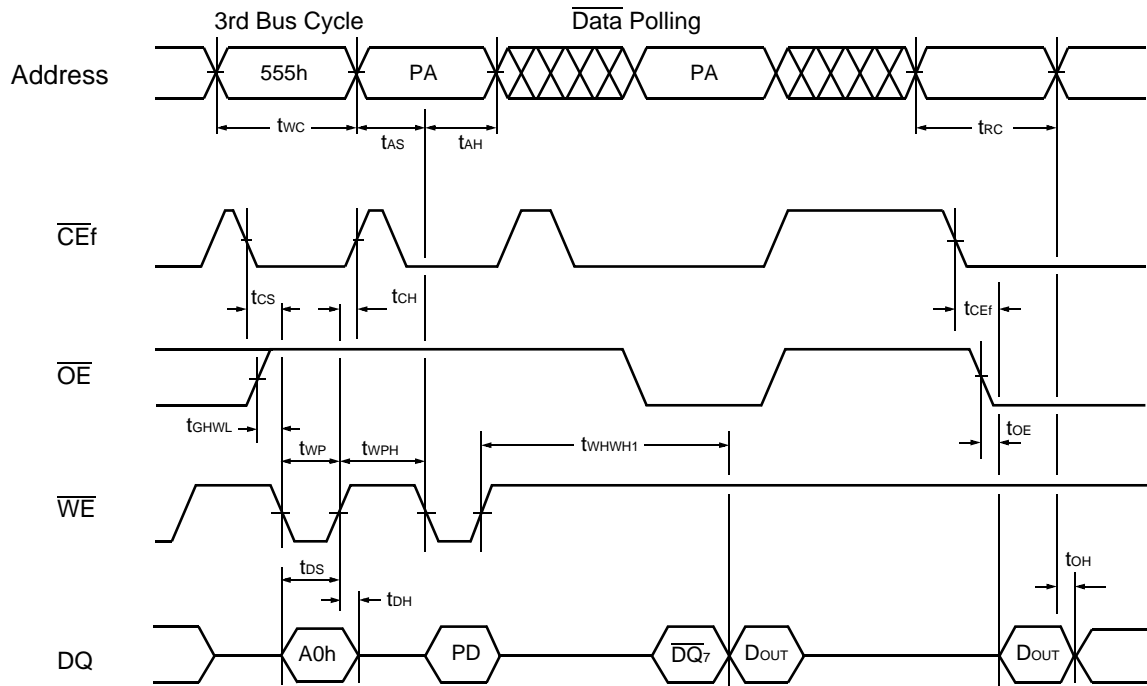 3rd Bus Cycle
Data Polling
Address
555h
PA
PA
tWC
tAS
tAH
tRC
CEf
tCS
tCH
tCEf
OE
tGHWL
tWP
tWPH
tWHWH1
tOE
WE
tDS
tDH
tOH
DQ
A0h
PD
DQ7
DOUT
DOUT